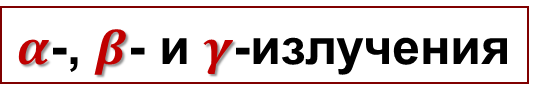 α-, β- и γ-излучения